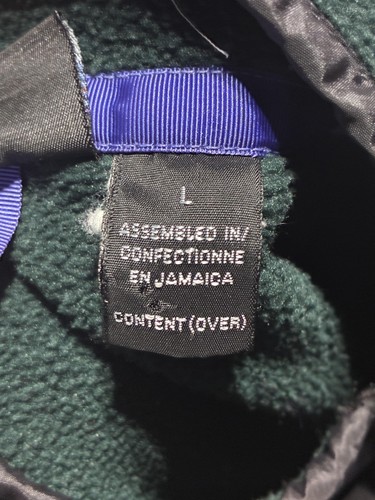 L
ASSEMBLED IN/
CONFECTIONNE
EN JAMAICA
CONTENT (OVER)